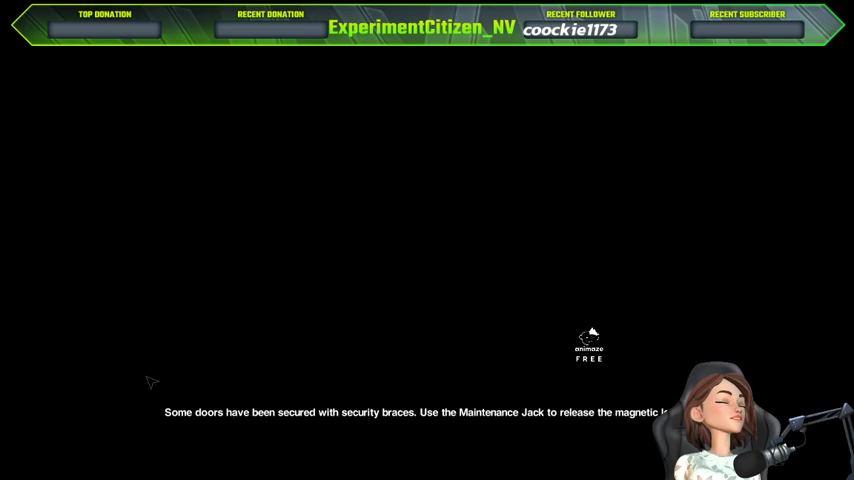 TOP DONATION
RECENT DONATION
ExperimentCitizen_NV
RECENT FOLLOWER
coockie1173
RECENT SUBSCRIBER
animaze
FREE
Some doors have been secured with security braces. Use the Maintenance Jack to release the magnetic